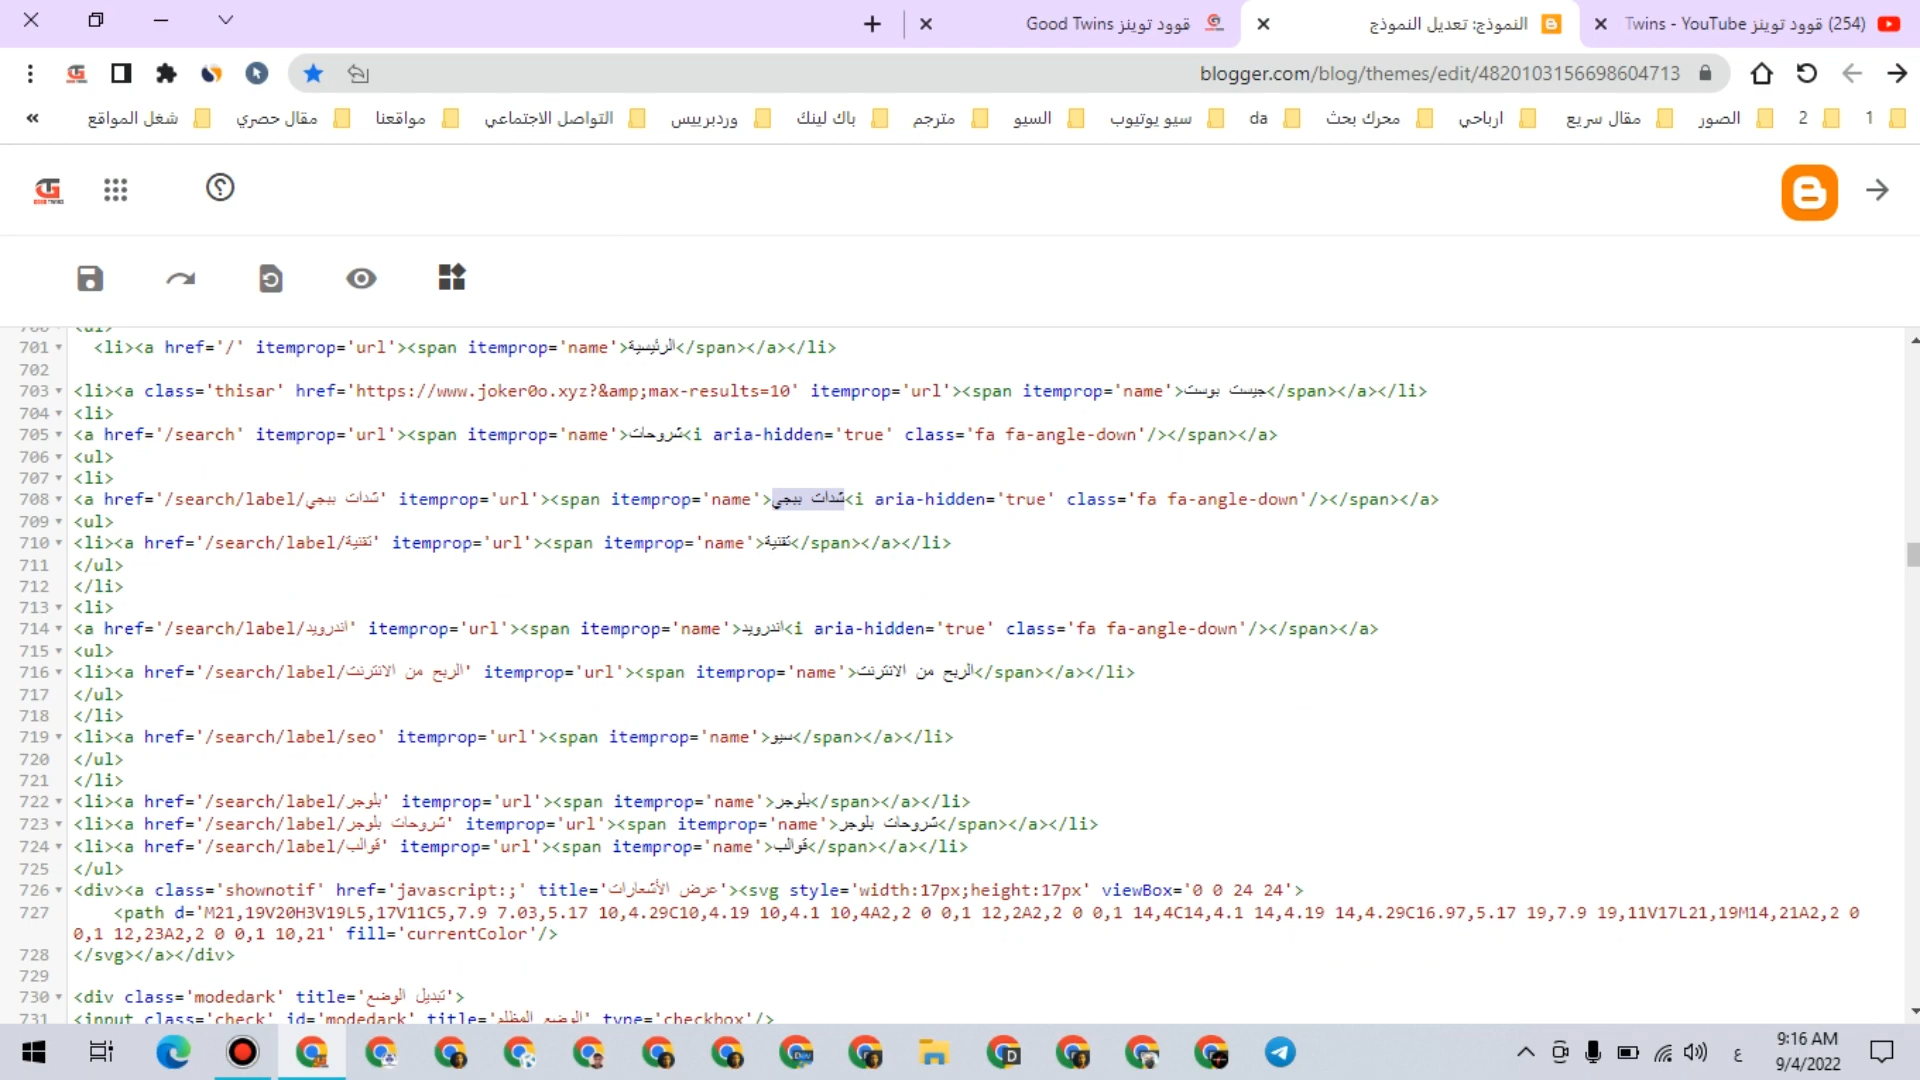 قوود توينز Good Twins
النموذج: تعديل النموذج
(254) قوود توينز Twins - YouTube
blogger.com/blog/themes/edit/4820103156698604713
1
2
الصور
مقال سريع
ارباحي
محرك بحث
da
سيو يوتيوب
السيو
مترجم
باك لينك
وردبرييس
التواصل الاجتماعي
مواقعنا
مقال حصري
شغل المواقع
«
700 <ul>
701 <li><a href='/' itemprop='url'><span itemprop='name'>الرئيسية</span></a></li>
702
703 <li><a class='thisar' href='https://www.joker0o.xyz?&amp;max-results=10' itemprop='url'><span itemprop='name'>جيست بوست</span></a></li>
704 <li>
705 <a href='/search' itemprop='url'><span itemprop='name'>شروحات<i aria-hidden='true' class='fa fa-angle-down'/></span></a>
706 <ul>
707 <li>
708 <a href='/search/label/شدات ببجي' itemprop='url'><span itemprop='name'>شدات ببجي<i aria-hidden='true' class='fa fa-angle-down'/></span></a>
709 <ul>
710 <li><a href='/search/label/تقنية' itemprop='url'><span itemprop='name'>تقنية</span></a></li>
711 </ul>
712 </li>
713 <li>
714 <a href='/search/label/اندرويد' itemprop='url'><span itemprop='name'>اندرويد<i aria-hidden='true' class='fa fa-angle-down'/></span></a>
715 <ul>
716 <li><a href='/search/label/الربح من الانترنت' itemprop='url'><span itemprop='name'>الربح من الانترنت</span></a></li>
717 </ul>
718 </li>
719 <li><a href='/search/label/seo' itemprop='url'><span itemprop='name'>سيو</span></a></li>
720 </ul>
721 </li>
722 <li><a href='/search/label/بلوجر' itemprop='url'><span itemprop='name'>بلوجر</span></a></li>
723 <li><a href='/search/label/شروحات بلوجر' itemprop='url'><span itemprop='name'>شروحات بلوجر</span></a></li>
724 <li><a href='/search/label/قوالب' itemprop='url'><span itemprop='name'>قوالب</span></a></li>
725 </ul>
726 <div><a class='shownotif' href='javascript:;' title='عرض الأشعارات'><svg style='width:17px;height:17px' viewBox='0 0 24 24'>
727 <path d='M21,19V20H3V19L5,17V11C5,7.9 7.03,5.17 10,4.29C10,4.19 10,4.1 10,4A2,2 0 0,1 12,2A2,2 0 0,1 14,4C14,4.1 14,4.19 14,4.29C16.97,5.17 19,7.9 19,11V17L21,19M14,21A2,2 0
0,1 12,23A2,2 0 0,1 10,21' fill='currentColor'/>
728 </svg></a></div>
729
730 <div class='modedark' title='تبديل الوضع'>
731 <input class='check' id='modedark' title='الوضع المظلم' type='checkbox'/>
ع
9:16 AM
9/4/2022